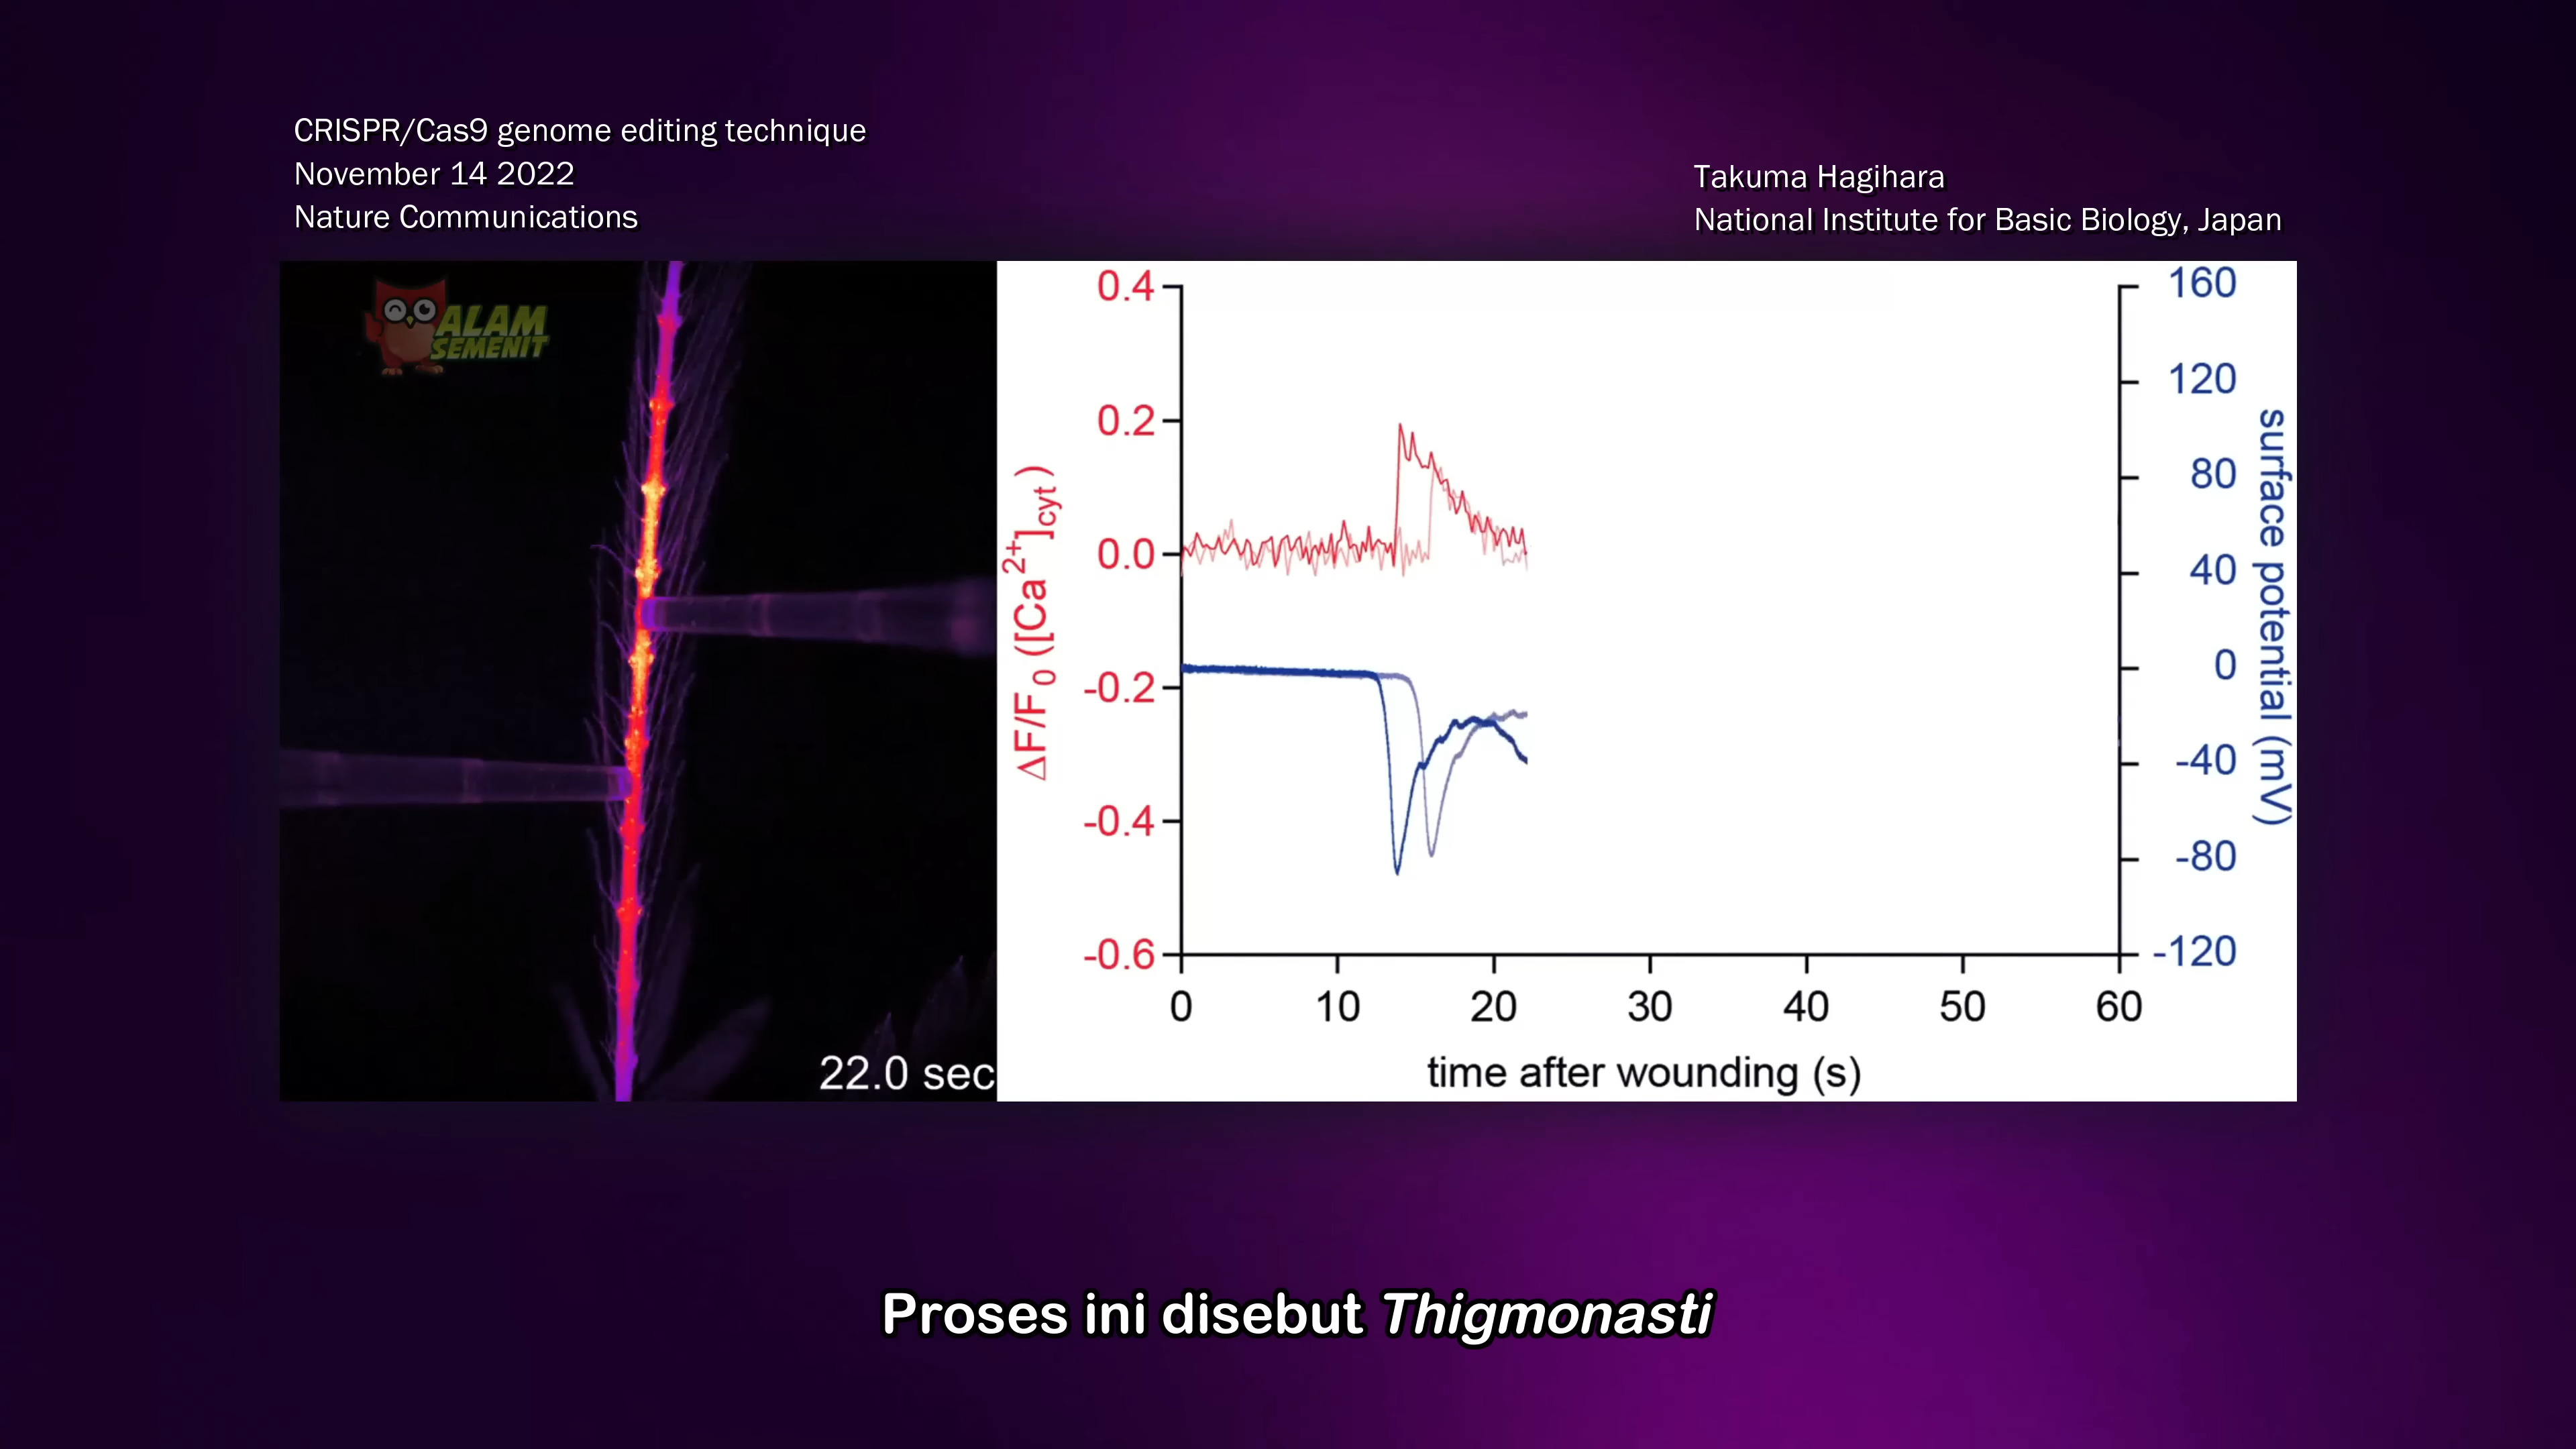 CRISPR/Cas9 genome editing technique
November 14 2022
Nature Communications
Takuma Hagihara
National Institute for Basic Biology, Japan
ALAM
SEMENIT
22.0 sec
ΔF/F0 ([Ca2+]cyt)
0.4
0.2
0.0
-0.2
-0.4
-0.6
0 10 20 30 40 50 60
time after wounding (s)
160
120
80
40
0
-40
-80
-120
surface potential (mV)
Proses ini disebut Thigmonasti